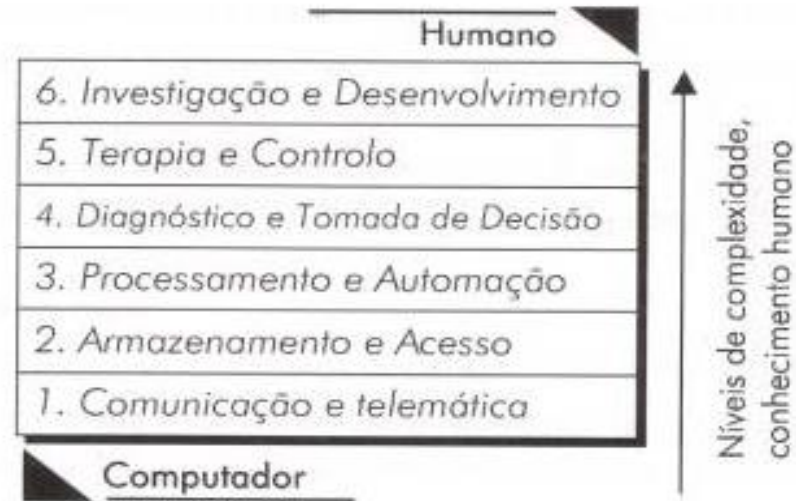 Humano
6. Investigação e Desenvolvimento
5. Terapia e Controlo
4. Diagnóstico e Tomada de Decisão
3. Processamento e Automação
2. Armazenamento e Acesso
1. Comunicação e telemática
Computador
Níveis de complexidade,
conhecimento humano